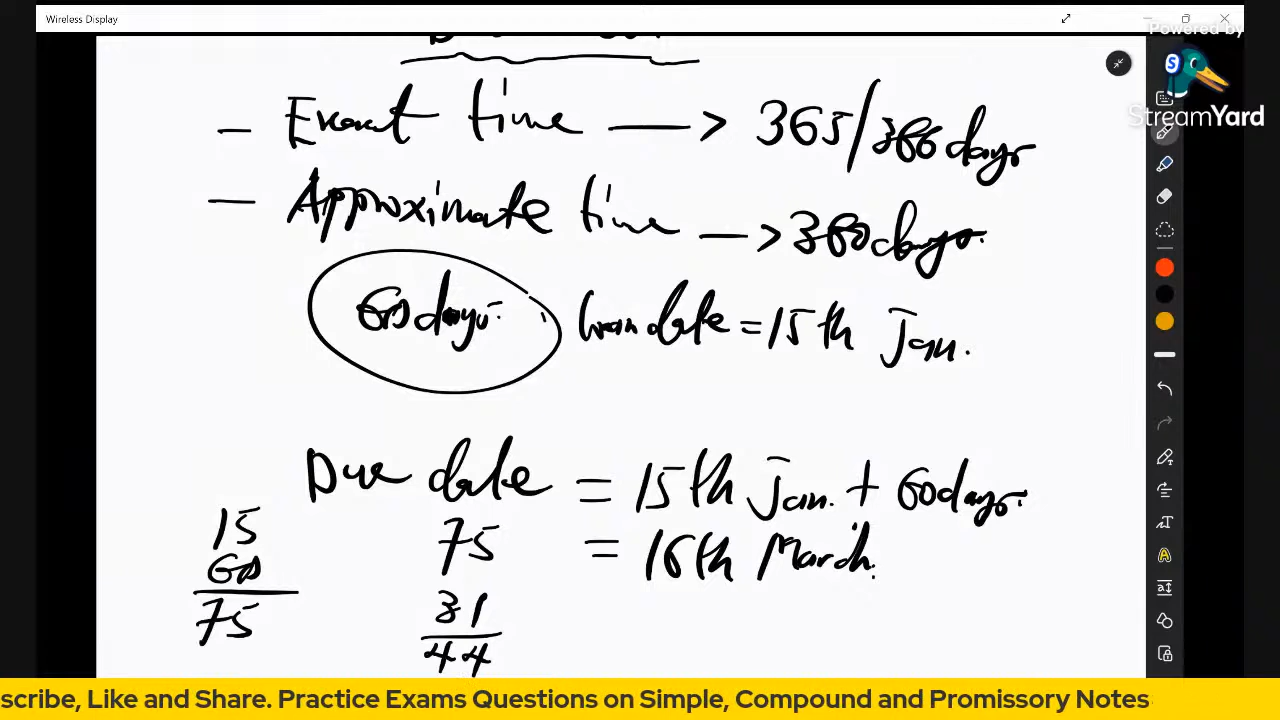 Wireless Display
Powered by
StreamYard
– Exact time —> 365/366 days
– Approximate time —> 360 days.
60 days. loan date = 15th Jan.
Due date = 15th Jan. + 60 days.
= 16th March.
15
60
75
75
31
44
scribe, Like and Share. Practice Exams Questions on Simple, Compound and Promissory Notes